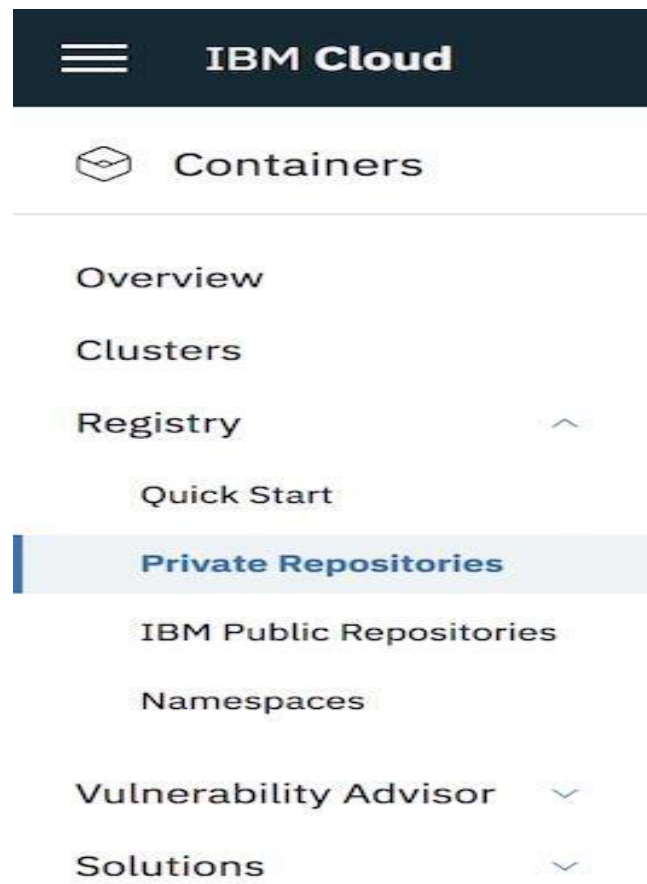 IBM Cloud
Containers
Overview
Clusters
Registry
Quick Start
Private Repositories
IBM Public Repositories
Namespaces
Vulnerability Advisor
Solutions